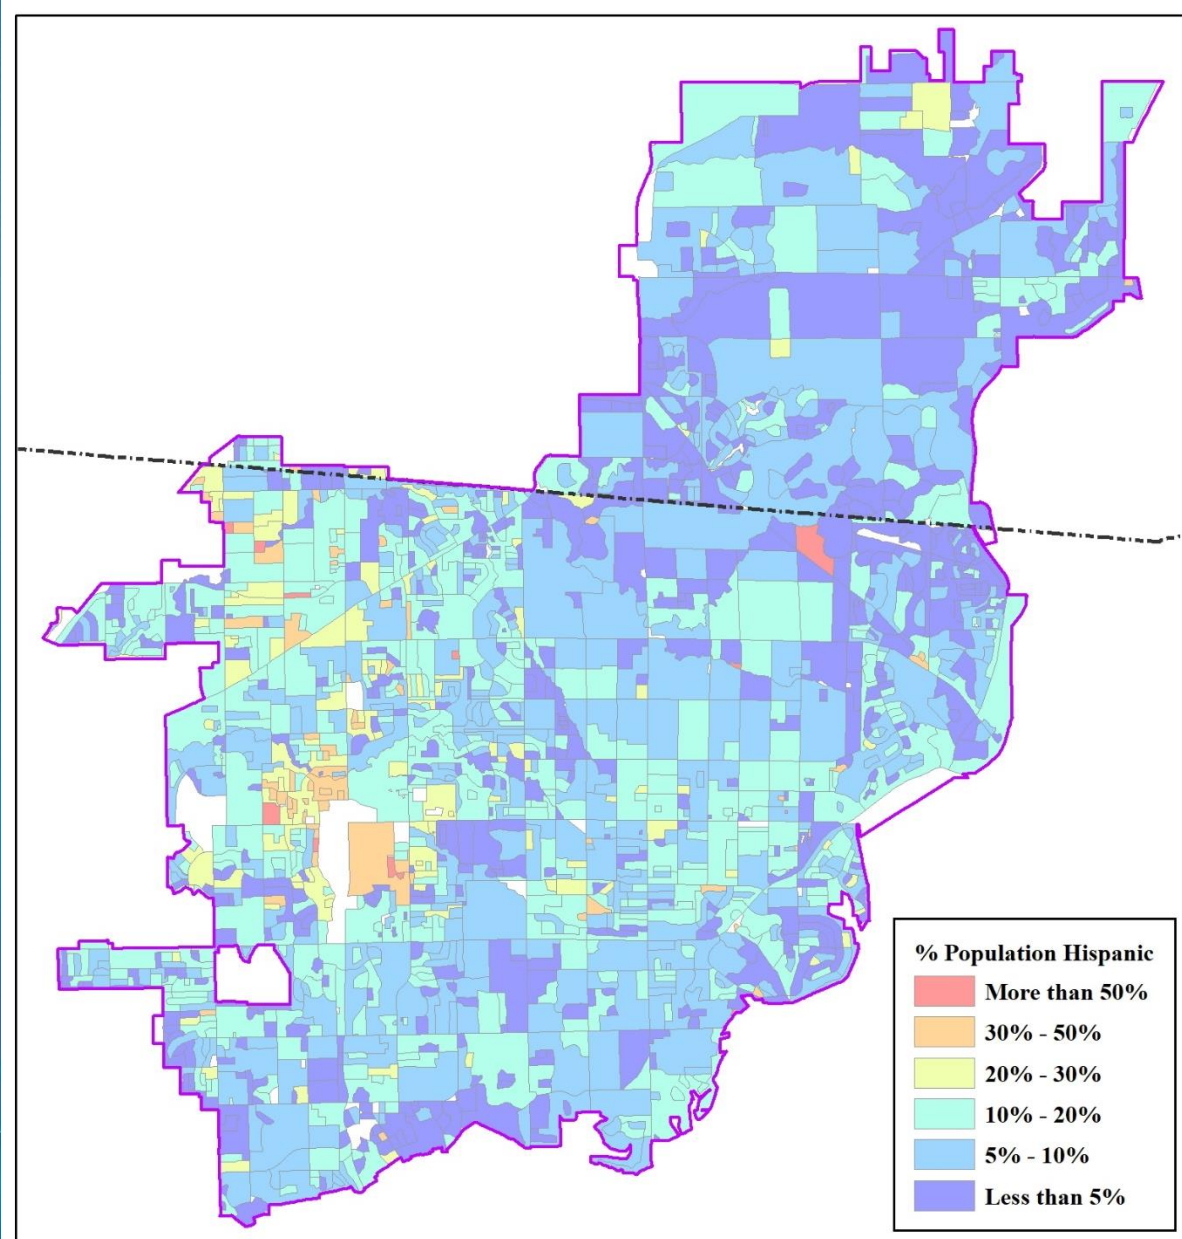 % Population Hispanic
More than 50%
30% - 50%
20% - 30%
10% - 20%
5% - 10%
Less than 5%